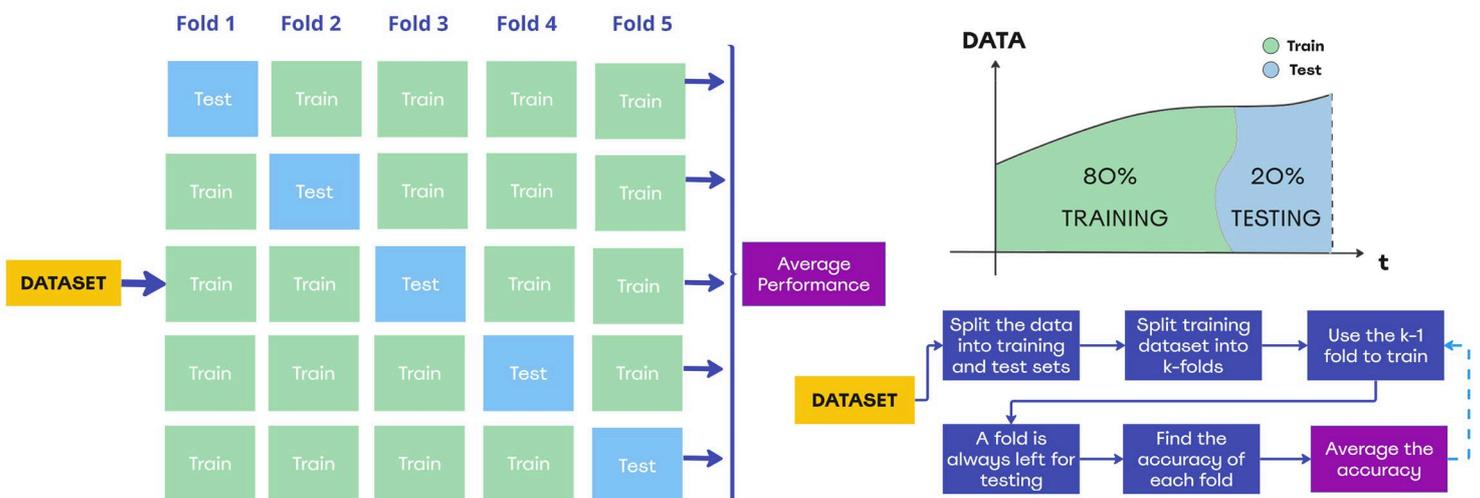 Fold 1 Fold 2 Fold 3 Fold 4 Fold 5
Test Train Train Train Train
Train Test Train Train Train
DATASET
Train Train Test Train Train
Train Train Train Test Train
Train Train Train Train Test
Average
Performance
DATA
Train
Test
80%
TRAINING
20%
TESTING
t
DATASET
Split the data
into training
and test sets
Split training
dataset into
k-folds
Use the k-1
fold to train
A fold is
always left for
testing
Find the
accuracy of
each fold
Average the
accuracy